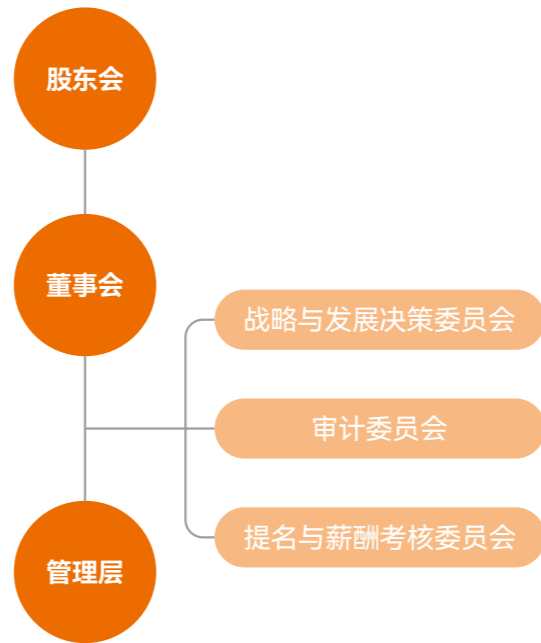 股东会
董事会
战略与发展决策委员会
审计委员会
提名与薪酬考核委员会
管理层